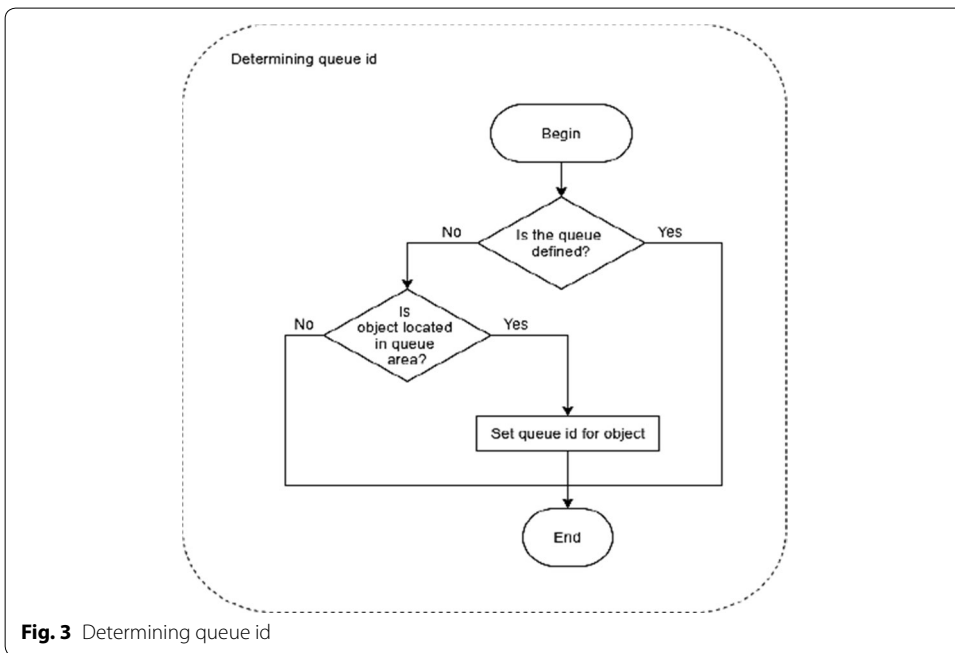 Determining queue id
Begin
Is the queue
defined?
No
Yes
Is
object located
in queue
area?
No
Yes
Set queue id for object
End
Fig. 3 Determining queue id